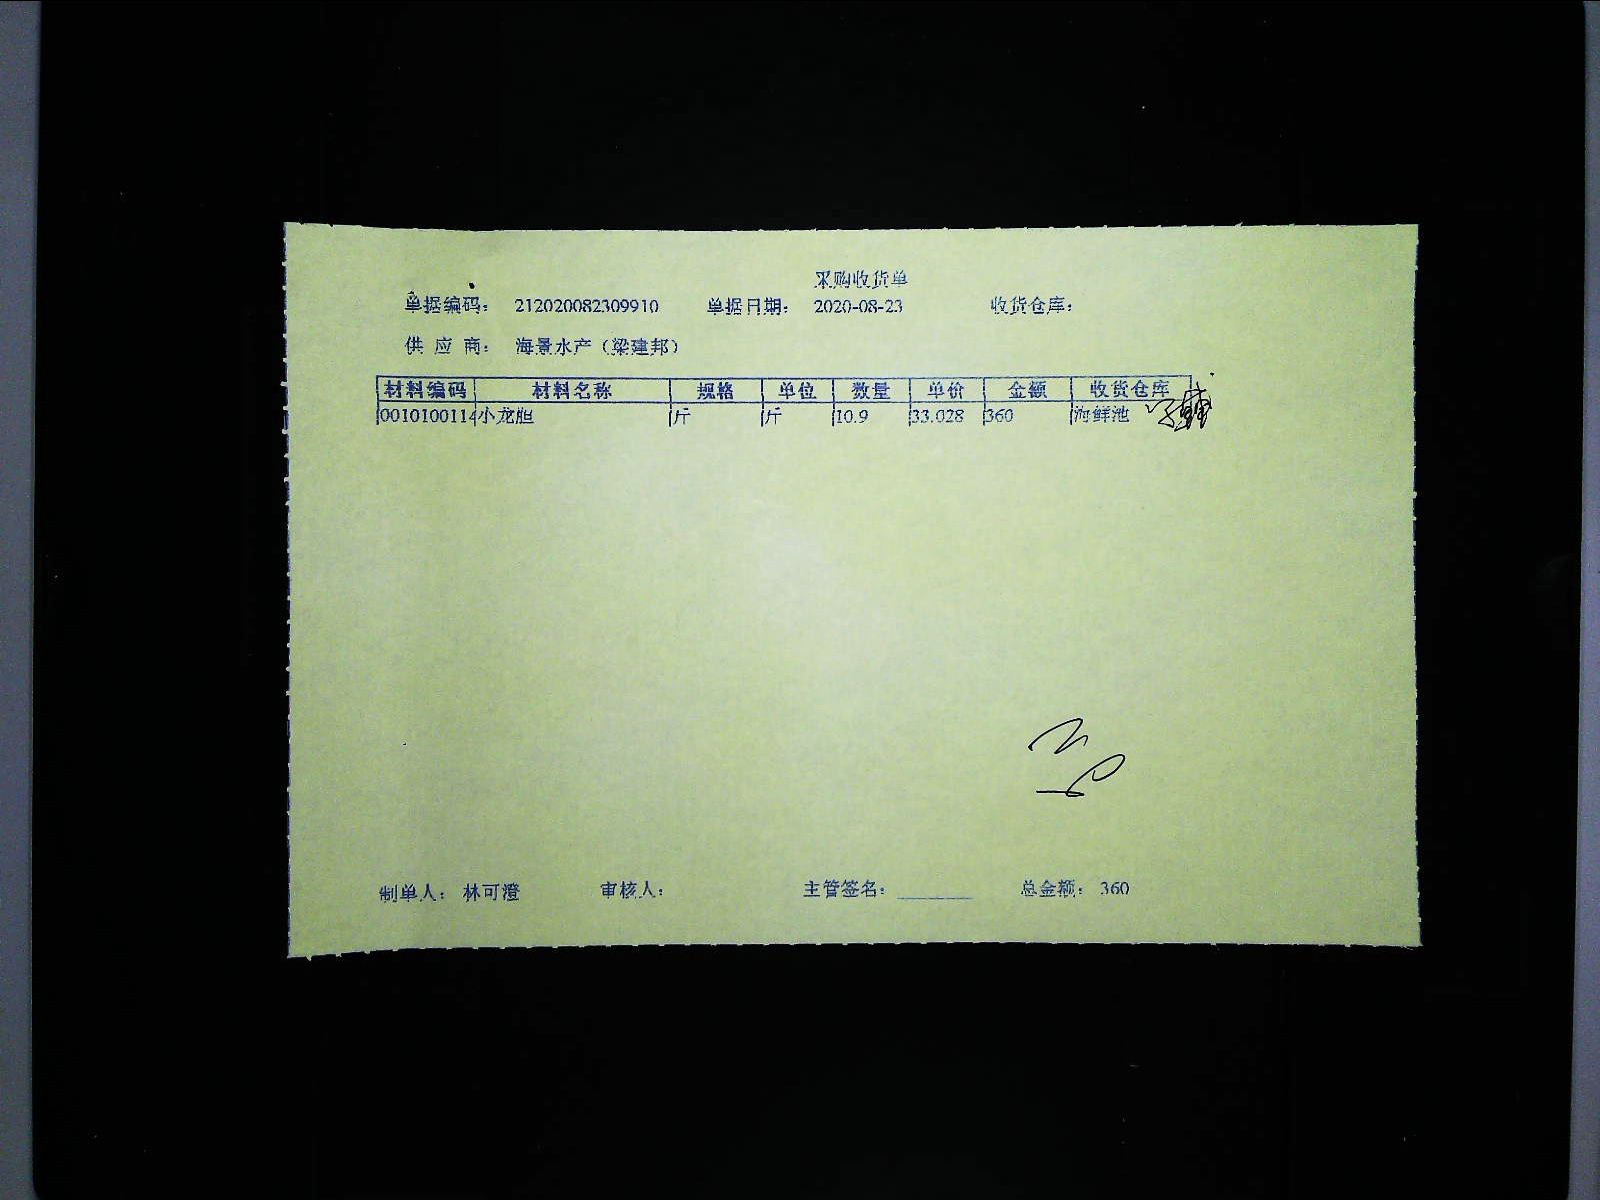 采购收货单
单据编码： 212020082309910 单据日期： 2020-08-23 收货仓库：
供 应 商： 海景水产（梁建邦）
材料编码 材料名称 规格 单位 数量 单价 金额 收货仓库
0010100114 小龙胆 斤 斤 10.9 33.028 360 海鲜池
制单人： 林可澄 审核人： 主管签名： 总金额： 360